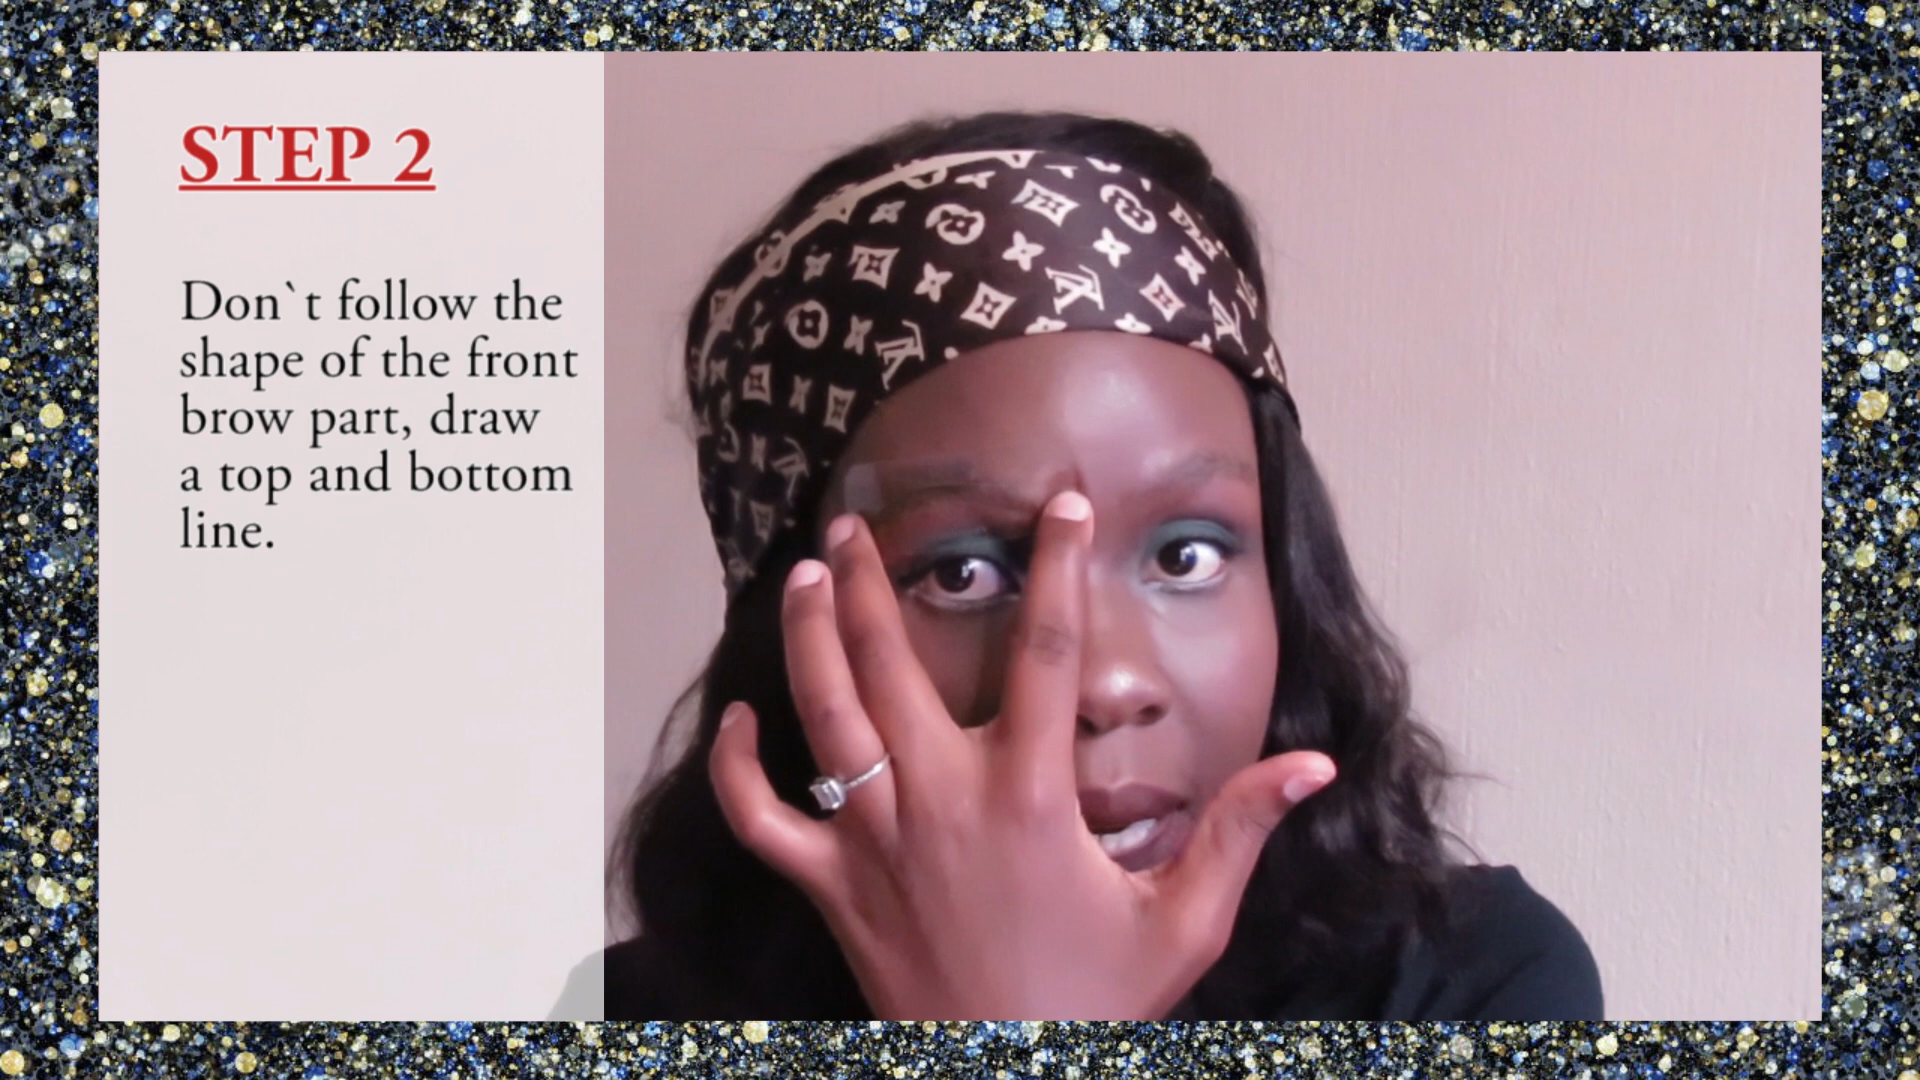 STEP 2
Don`t follow the
shape of the front
brow part, draw
a top and bottom
line.